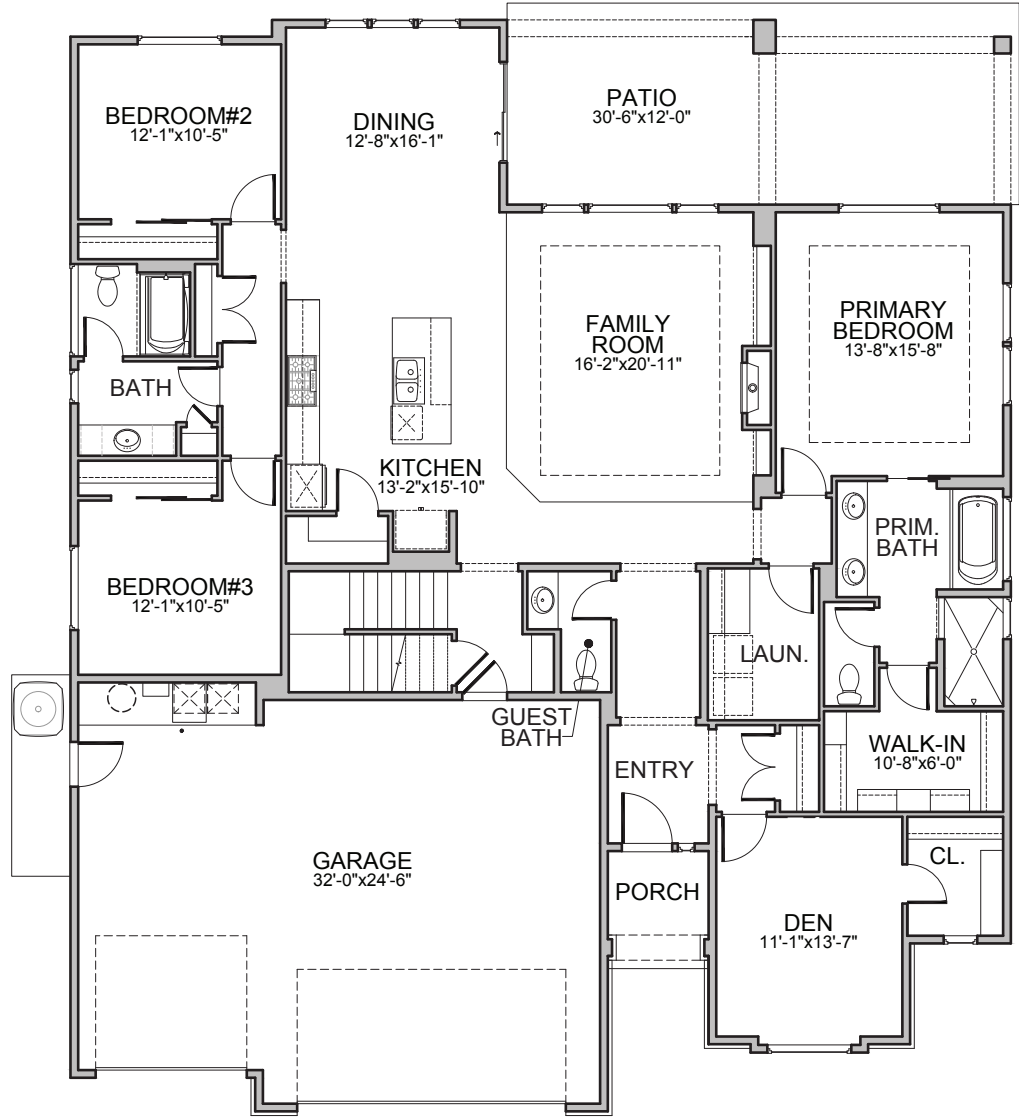 BEDROOM#2
12'-1"x10'-5"
DINING
12'-8"x16'-1"
PATIO
30'-6"x12'-0"
FAMILY
ROOM
16'-2"x20'-11"
PRIMARY
BEDROOM
13'-8"x15'-8"
BATH
KITCHEN
13'-2"x15'-10"
PRIM.
BATH
BEDROOM#3
12'-1"x10'-5"
LAUN.
GUEST
BATH
ENTRY
WALK-IN
10'-8"x6'-0"
GARAGE
32'-0"x24'-6"
PORCH
CL.
DEN
11'-1"x13'-7"